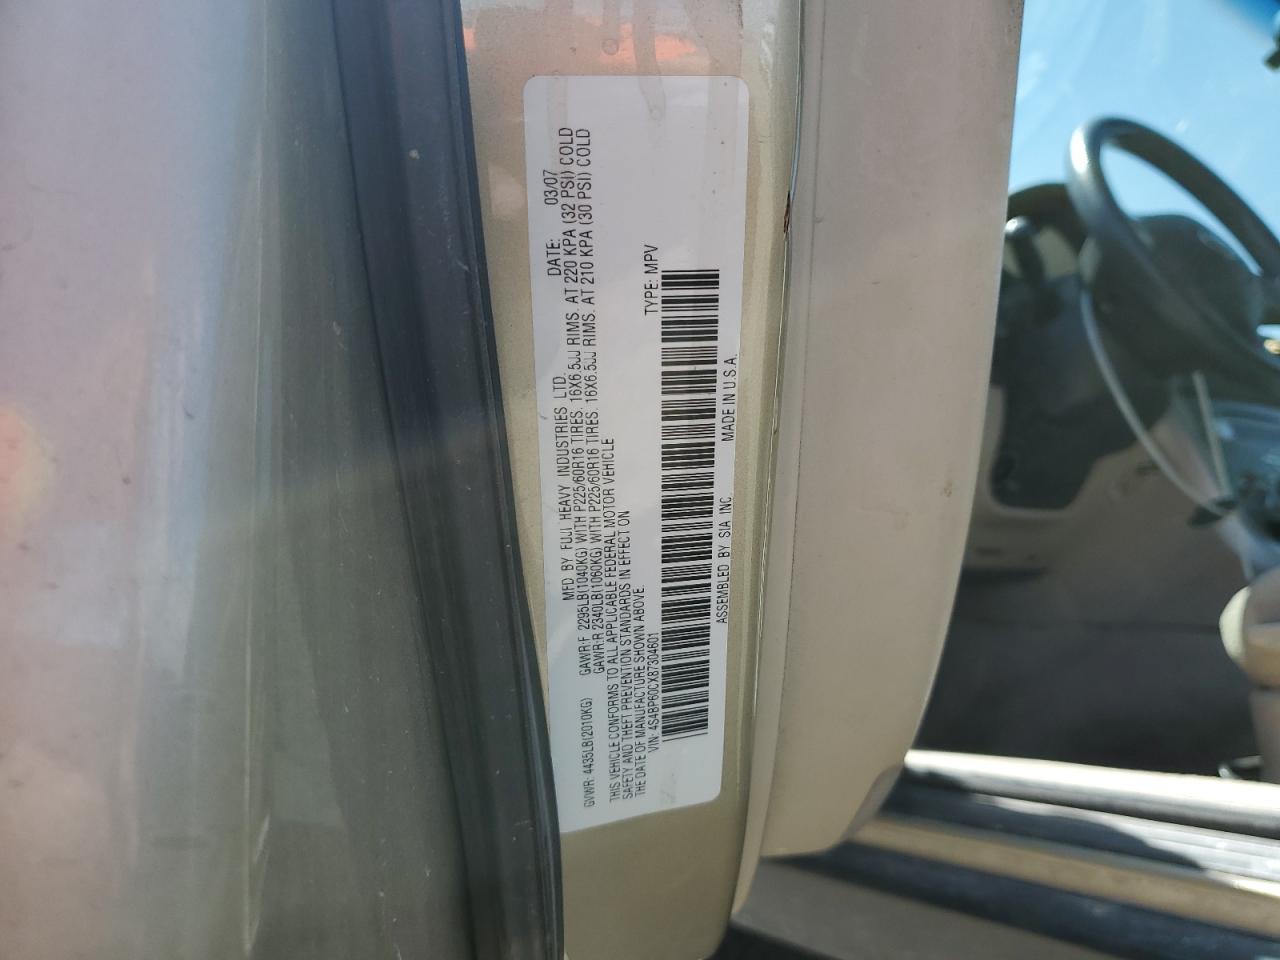 MFD. BY FUJI HEAVY INDUSTRIES LTD. DATE: 03/07
GVWR: 4435LB(2010KG) GAWR:F 2295LB(1040KG) WITH P225/60R16 TIRES. 16X6.5JJ RIMS. AT 220 KPA (32 PSI) COLD
GAWR:R 2340LB(1060KG) WITH P225/60R16 TIRES. 16X6.5JJ RIMS. AT 210 KPA (30 PSI) COLD
THIS VEHICLE CONFORMS TO ALL APPLICABLE FEDERAL MOTOR VEHICLE
SAFETY AND THEFT PREVENTION STANDARDS IN EFFECT ON
THE DATE OF MANUFACTURE SHOWN ABOVE.
VIN: 4S4BP60CX87304601 TYPE: MPV
ASSEMBLED BY SIA INC. MADE IN U.S.A.